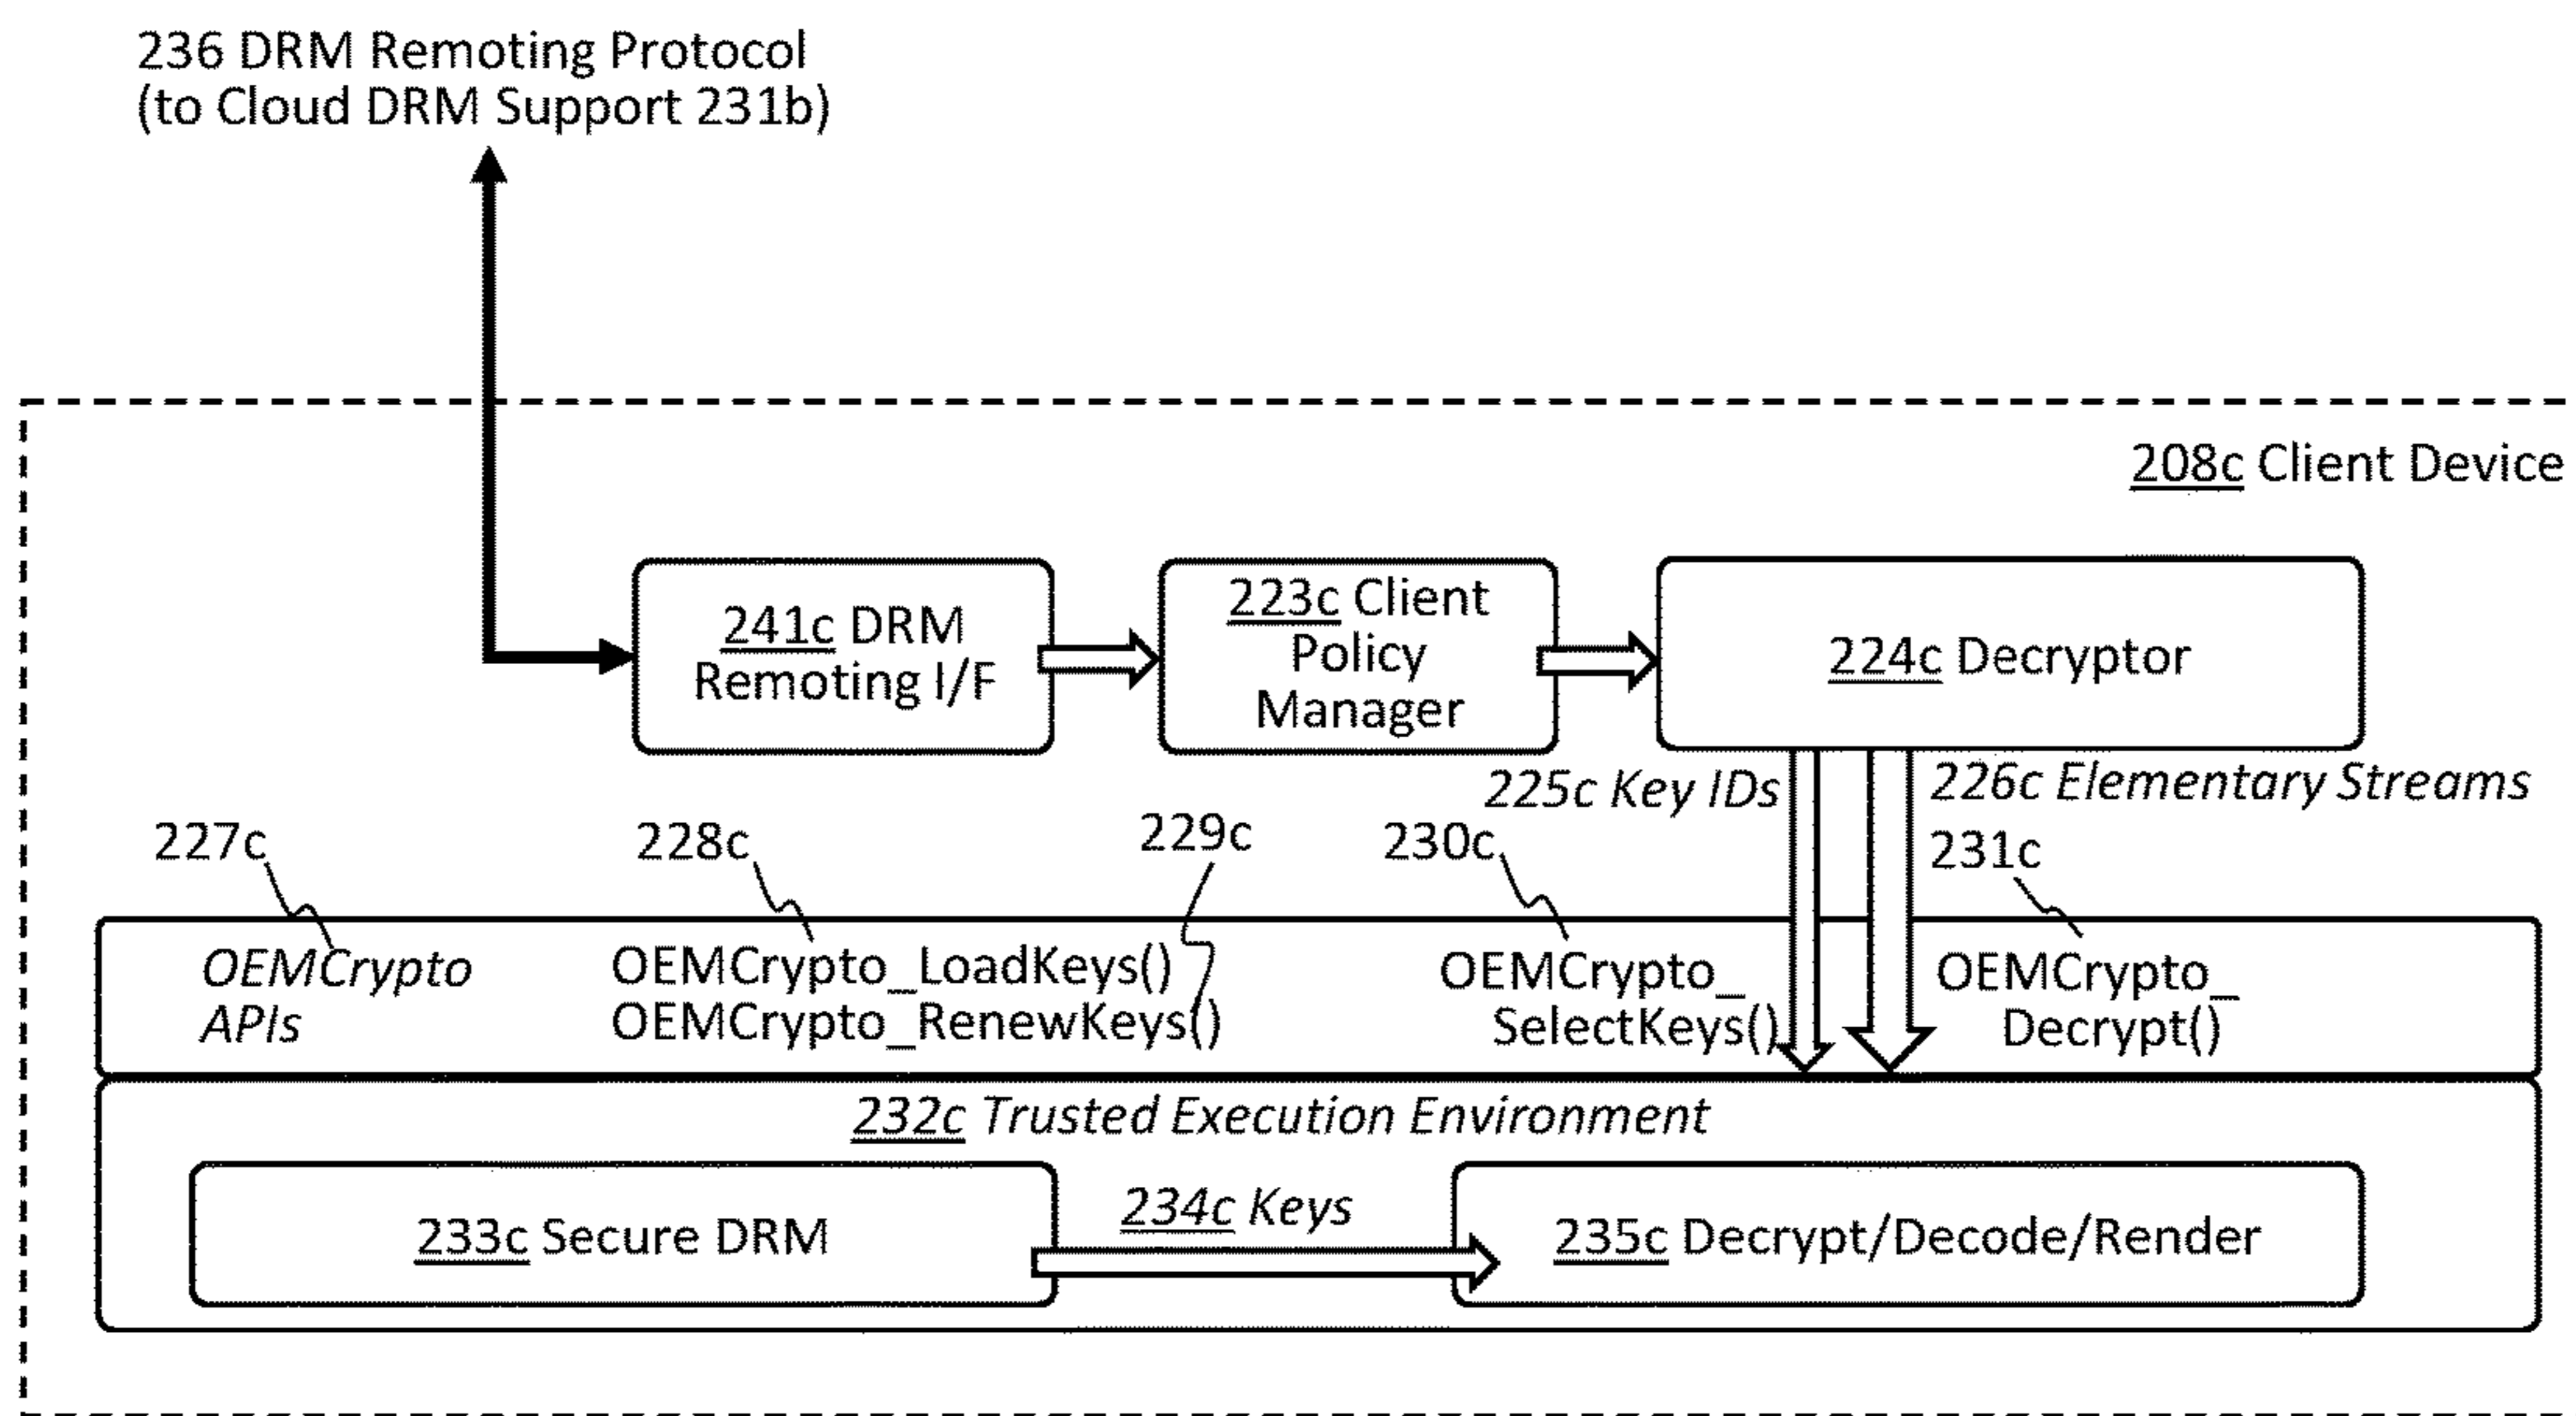 236 DRM Remoting Protocol
(to Cloud DRM Support 231b)
208c Client Device
241c DRM
Remoting I/F
223c Client
Policy
Manager
224c Decryptor
225c Key IDs
226c Elementary Streams
227c
228c
229c
230c
231c
OEMCrypto
APIs
OEMCrypto_LoadKeys()
OEMCrypto_RenewKeys()
OEMCrypto_
SelectKeys()
OEMCrypto_
Decrypt()
232c Trusted Execution Environment
233c Secure DRM
234c Keys
235c Decrypt/Decode/Render